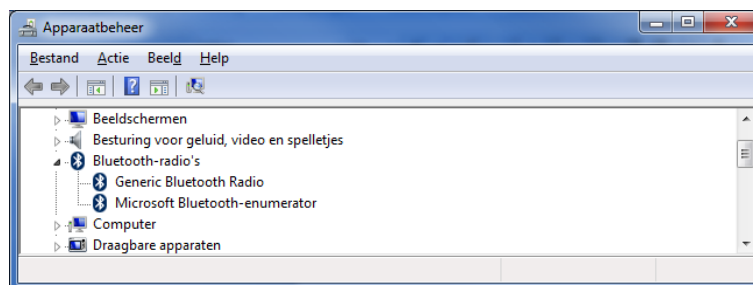 Apparaatbeheer
Bestand Actie Beeld Help
Beeldschermen
Besturing voor geluid, video en spelletjes
Bluetooth-radio's
Generic Bluetooth Radio
Microsoft Bluetooth-enumerator
Computer
Draagbare apparaten